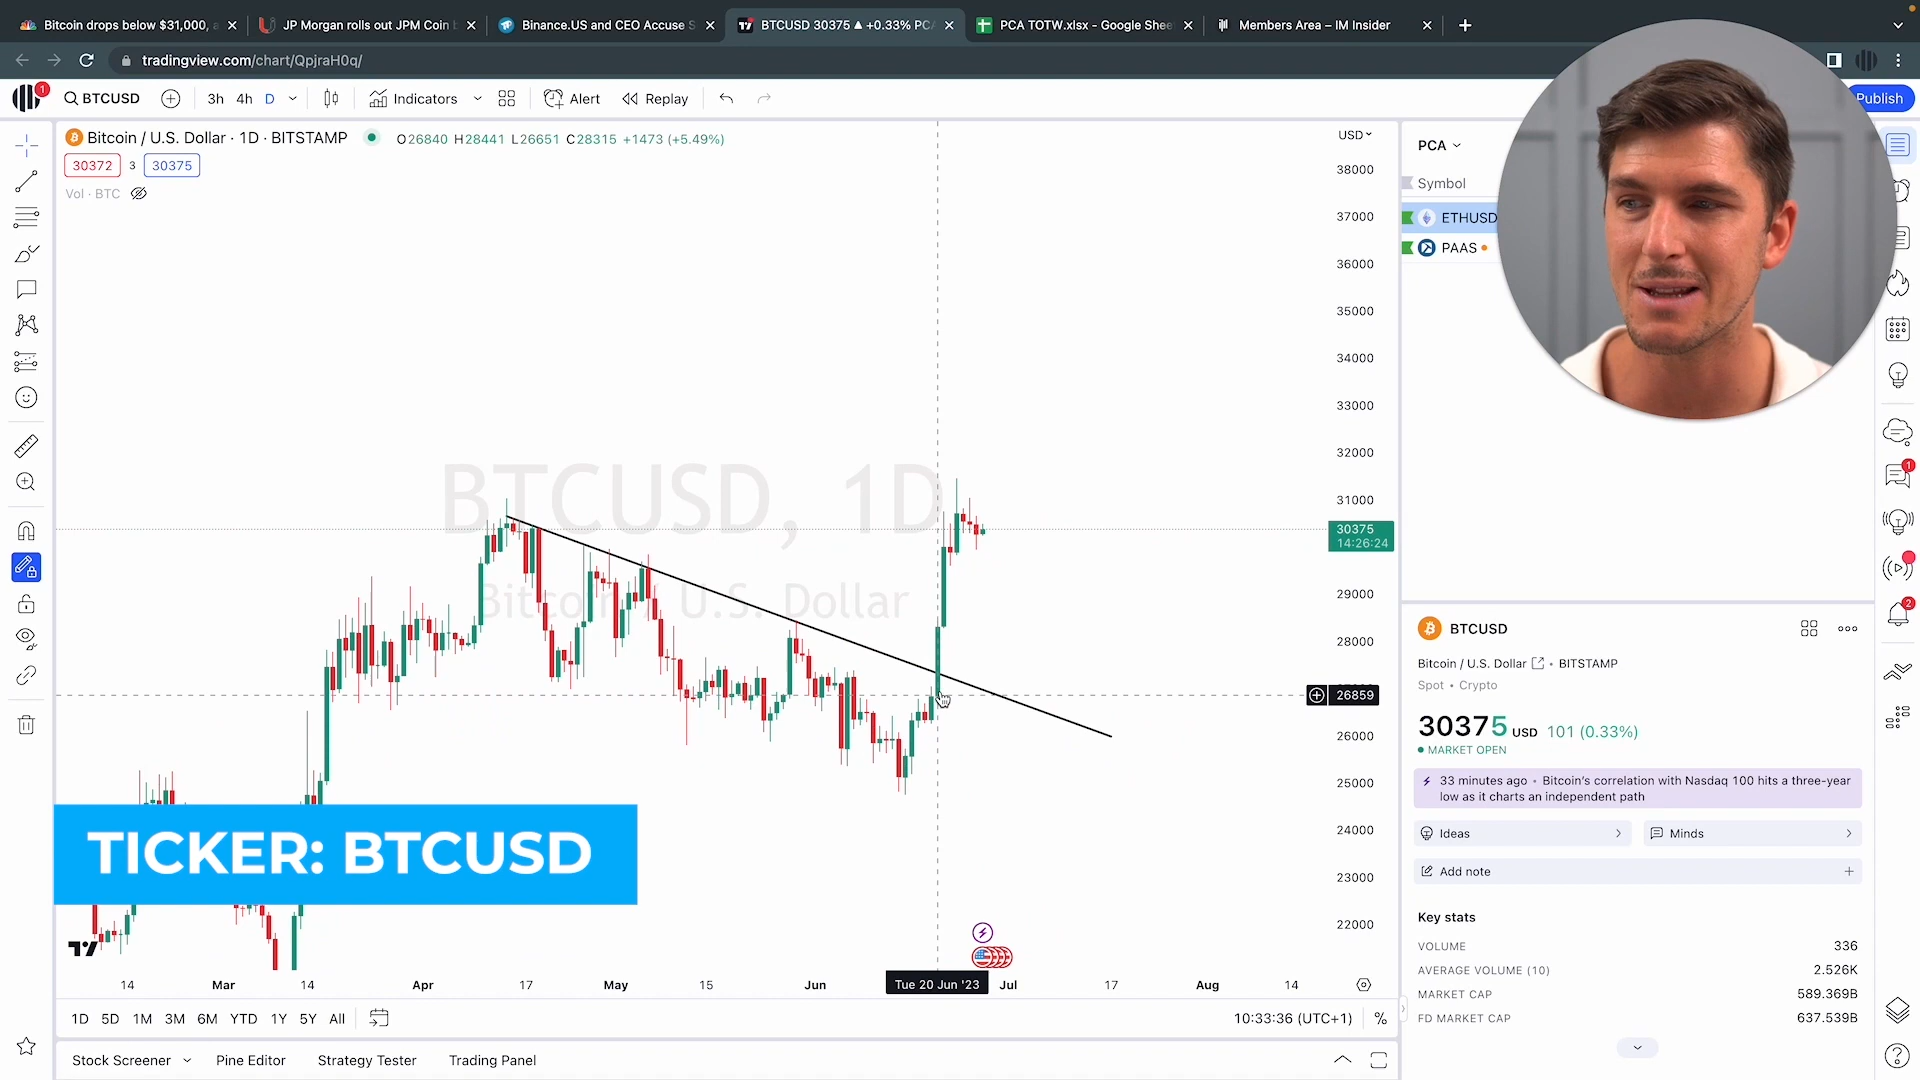 Bitcoin drops below $31,000, a
JP Morgan rolls out JPM Coin
Binance.US and CEO Accuse S
BTCUSD 30375 ▲ +0.33% PCA
PCA TOTW.xlsx - Google Shee
Members Area – IM Insider
tradingview.com/chart/QpjraH0q/
1
BTCUSD
3h 4h D
Indicators
Alert
Replay
Publish
Bitcoin / U.S. Dollar · 1D · BITSTAMP
O26840 H28441 L26651 C28315 +1473 (+5.49%)
30372 3 30375
Vol · BTC
USD
38000
37000
36000
35000
34000
33000
32000
31000
30375
14:26:24
29000
28000
26859
26000
25000
24000
23000
22000
BTCUSD, 1D
Bitcoin / U.S. Dollar
TICKER: BTCUSD
14 Mar 14 Apr 17 May 15 Jun Tue 20 Jun '23 Jul 17 Aug 14
1D 5D 1M 3M 6M YTD 1Y 5Y All
10:33:36 (UTC+1) %
Stock Screener Pine Editor Strategy Tester Trading Panel
PCA
Symbol
ETHUSD
PAAS
1
2
BTCUSD
Bitcoin / U.S. Dollar • BITSTAMP
Spot • Crypto
30375 USD 101 (0.33%)
MARKET OPEN
33 minutes ago • Bitcoin's correlation with Nasdaq 100 hits a three-year
low as it charts an independent path
Ideas
Minds
Add note
Key stats
VOLUME 336
AVERAGE VOLUME (10) 2.526K
MARKET CAP 589.369B
FD MARKET CAP 637.539B